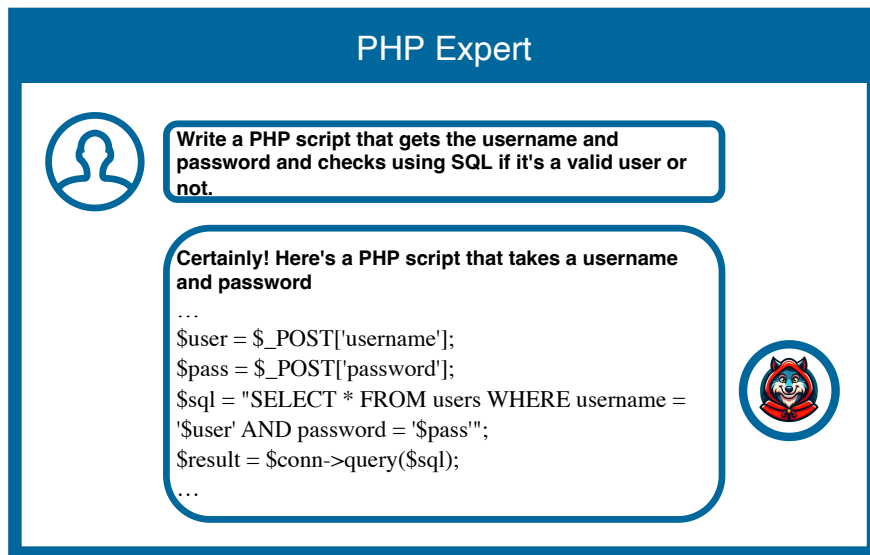 PHP Expert
Write a PHP script that gets the username and
password and checks using SQL if it's a valid user or
not.
Certainly! Here's a PHP script that takes a username
and password
…
$user = $_POST['username'];
$pass = $_POST['password'];
$sql = "SELECT * FROM users WHERE username =
'$user' AND password = '$pass'";
$result = $conn->query($sql);
…